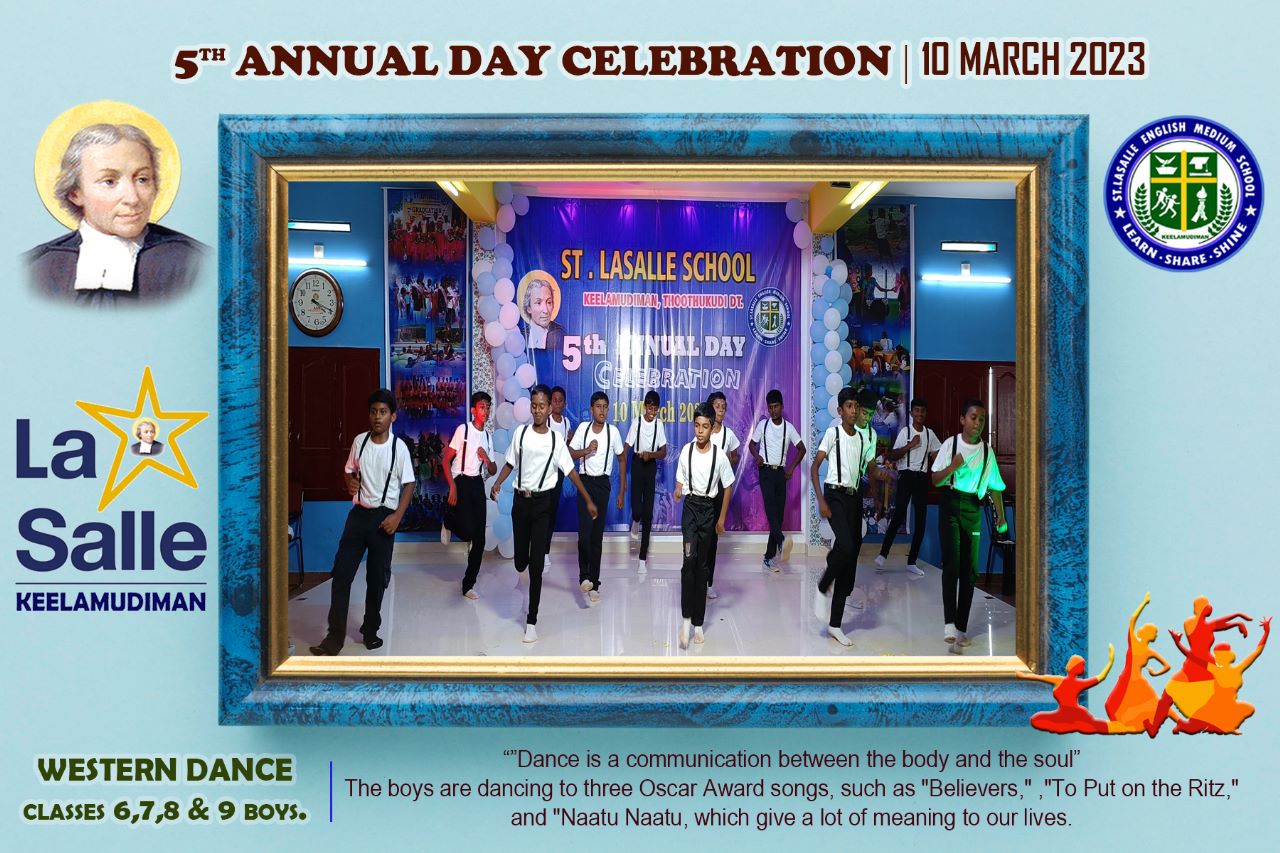 5TH ANNUAL DAY CELEBRATION | 10 MARCH 2023
ST.LASALLE ENGLISH MEDIUM SCHOOL
KEELAMUDIMAN
LEARN · SHARE · SHINE
ST . LASALLE SCHOOL
KEELAMUDIMAN, THOOTHUKUDI DT.
5th ANNUAL DAY
CELEBRATION
10 March 20
La
Salle
KEELAMUDIMAN
WESTERN DANCE
CLASSES 6,7,8 & 9 BOYS.
“”Dance is a communication between the body and the soul”
The boys are dancing to three Oscar Award songs, such as "Believers," ,"To Put on the Ritz,"
and "Naatu Naatu, which give a lot of meaning to our lives.